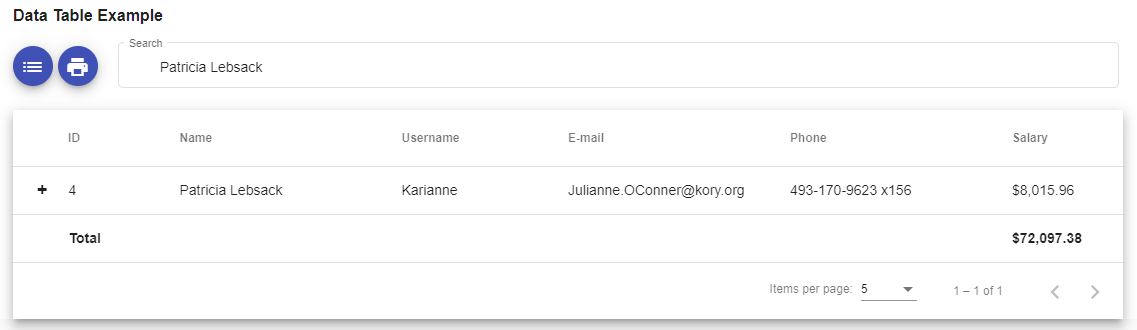 Data Table Example
Search
Patricia Lebsack
ID Name Username E-mail Phone Salary
+ 4 Patricia Lebsack Karianne Julianne.OConner@kory.org 493-170-9623 x156 $8,015.96
Total $72,097.38
Items per page: 5 1 – 1 of 1